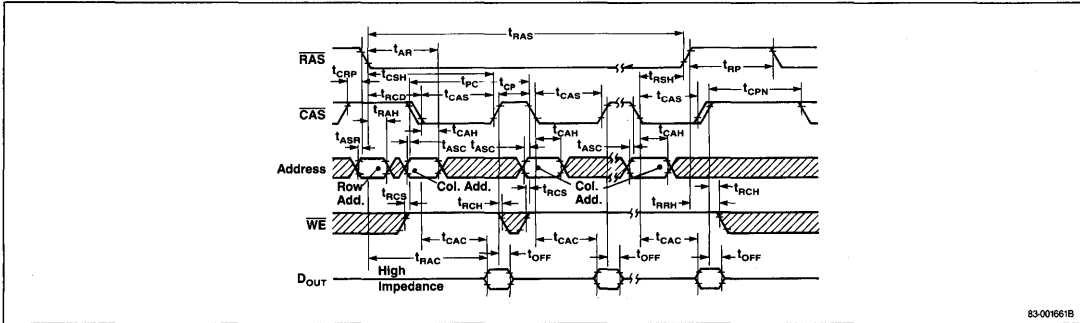 tRAS
tAR
RAS
tCRP
tCSH
tPC
tCP
tRSH
tRP
tRCD
tCAS
tCAS
tCAS
tCPN
CAS
tRAH
tASR
tCAH
tCAH
tCAH
tASC
tASC
tASC
Address
Row Add.
Col. Add.
Col. Add.
tRCS
tRCH
tRCS
tRRH
tRCH
WE
tCAC
tCAC
tCAC
tRAC
tOFF
tOFF
tOFF
High Impedance
DOUT
83-001661B